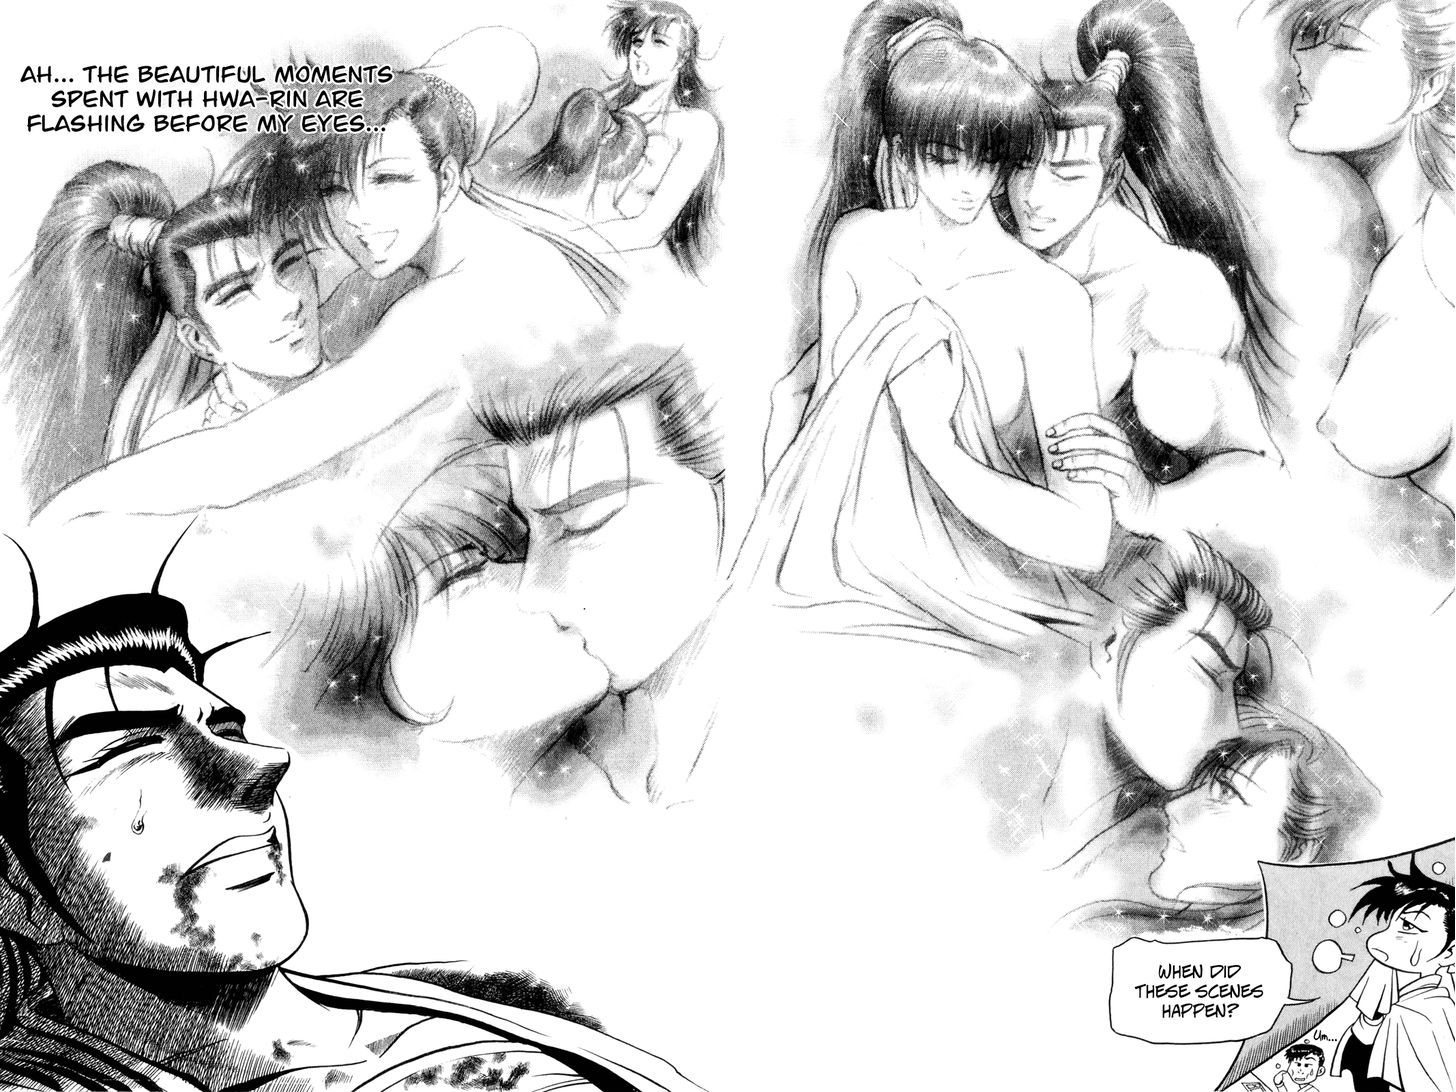 AH... THE BEAUTIFUL MOMENTS
SPENT WITH HWA-RIN ARE
FLASHING BEFORE MY EYES...
WHEN DID
THESE SCENES
HAPPEN?
Um...